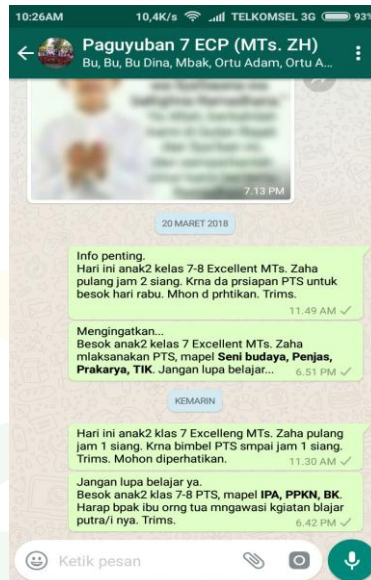 10:26AM 10,4K/s TELKOMSEL 3G 93%
Paguyuban 7 ECP (MTs. ZH)
Bu, Bu, Bu Dina, Mbak, Ortu Adam, Ortu A...
7.13 PM
20 MARET 2018
Info penting.
Hari ini anak2 kelas 7-8 Excellent MTs. Zaha
pulang jam 2 siang. Krna da prsiapan PTS untuk
besok hari rabu. Mhon d prhtikan. Trims.
11.49 AM
Mengingatkan...
Besok anak2 kelas 7 Excellent MTs. Zaha
mlaksanakan PTS, mapel Seni budaya, Penjas,
Prakarya, TIK. Jangan lupa belajar... 6.51 PM
KEMARIN
Hari ini anak2 klas 7 Excelleng MTs. Zaha pulang
jam 1 siang. Krna bimbel PTS smpai jam 1 siang.
Trims. Mohon diperhatikan. 11.30 AM
Jangan lupa belajar ya.
Besok anak2 klas 7-8 PTS, mapel IPA, PPKN, BK.
Harap bpak ibu orng tua mngawasi kgiatan blajar
putra/i nya. Trims. 6.42 PM
Ketik pesan